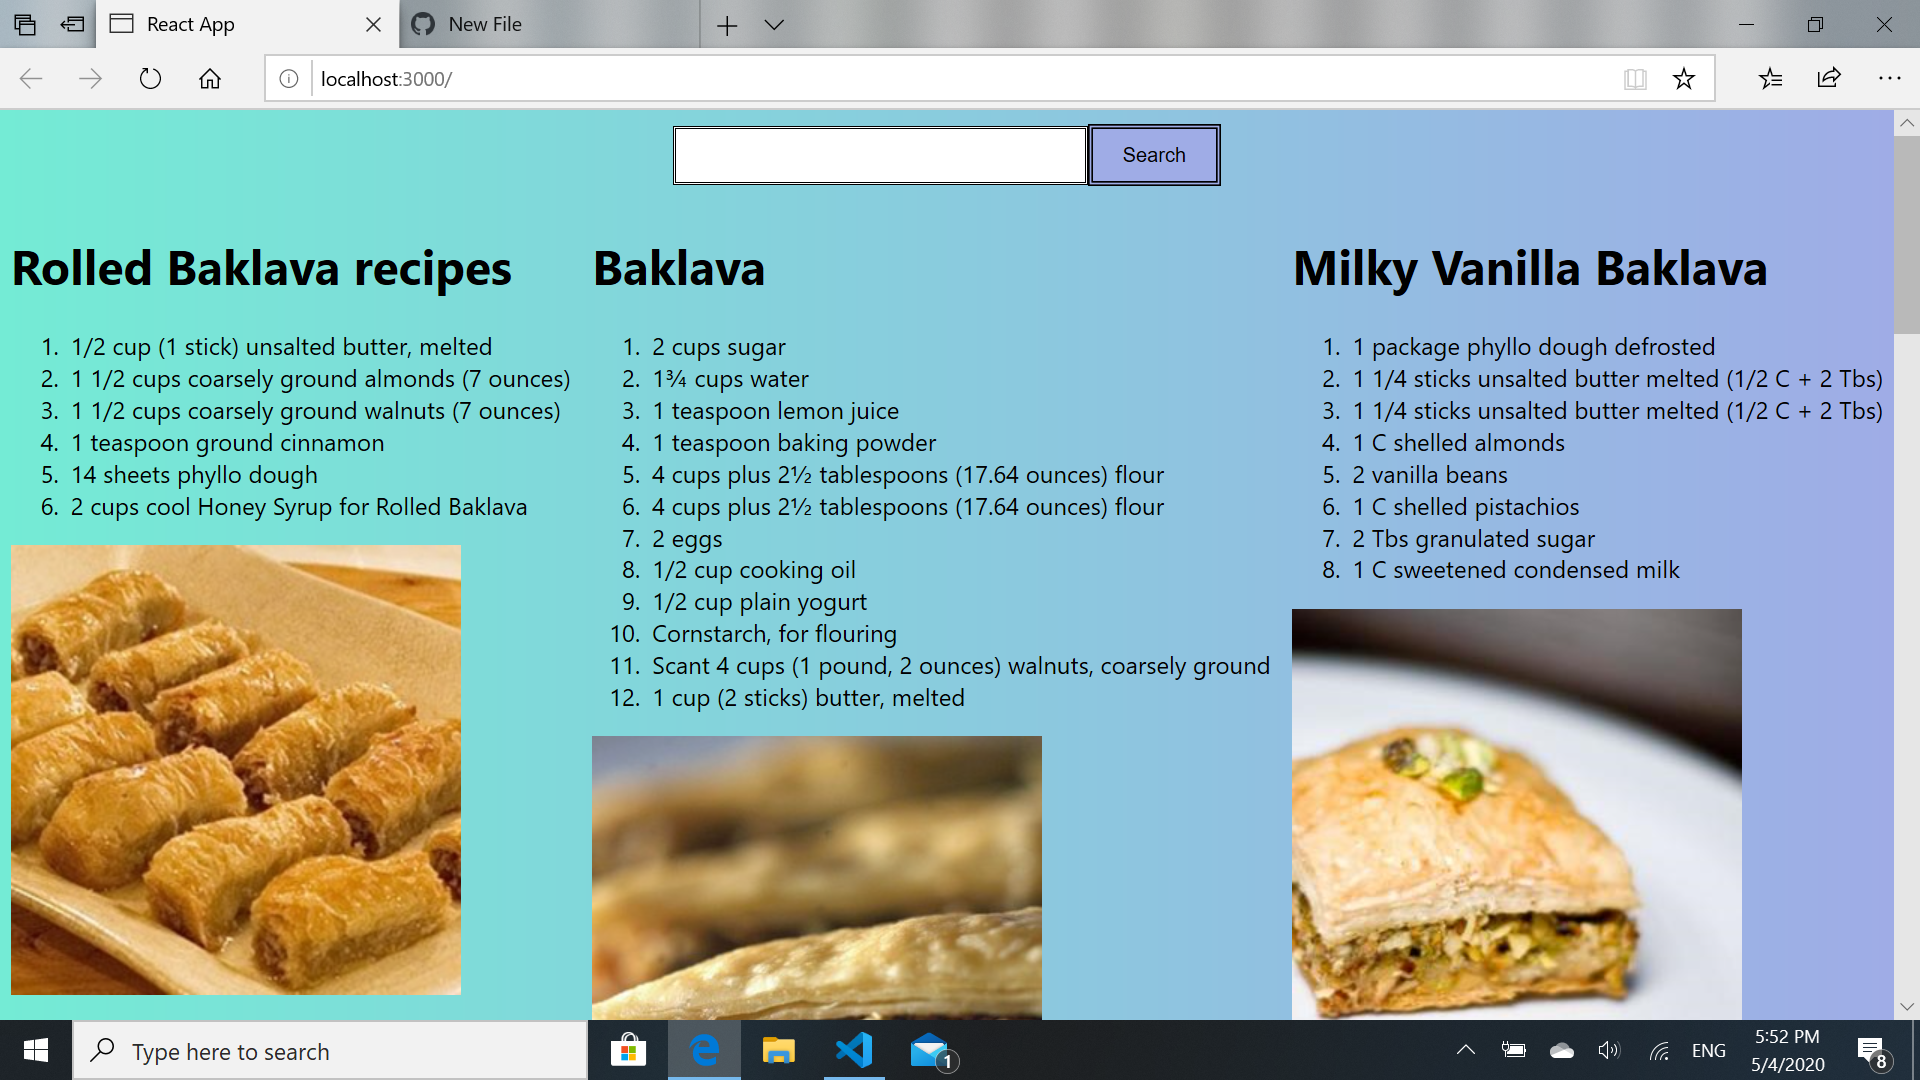 React App
New File
localhost:3000/
Search
Rolled Baklava recipes
1. 1/2 cup (1 stick) unsalted butter, melted
2. 1 1/2 cups coarsely ground almonds (7 ounces)
3. 1 1/2 cups coarsely ground walnuts (7 ounces)
4. 1 teaspoon ground cinnamon
5. 14 sheets phyllo dough
6. 2 cups cool Honey Syrup for Rolled Baklava
Baklava
1. 2 cups sugar
2. 1¾ cups water
3. 1 teaspoon lemon juice
4. 1 teaspoon baking powder
5. 4 cups plus 2½ tablespoons (17.64 ounces) flour
6. 4 cups plus 2½ tablespoons (17.64 ounces) flour
7. 2 eggs
8. 1/2 cup cooking oil
9. 1/2 cup plain yogurt
10. Cornstarch, for flouring
11. Scant 4 cups (1 pound, 2 ounces) walnuts, coarsely ground
12. 1 cup (2 sticks) butter, melted
Milky Vanilla Baklava
1. 1 package phyllo dough defrosted
2. 1 1/4 sticks unsalted butter melted (1/2 C + 2 Tbs)
3. 1 1/4 sticks unsalted butter melted (1/2 C + 2 Tbs)
4. 1 C shelled almonds
5. 2 vanilla beans
6. 1 C shelled pistachios
7. 2 Tbs granulated sugar
8. 1 C sweetened condensed milk
Type here to search
1
ENG
5:52 PM
5/4/2020
8